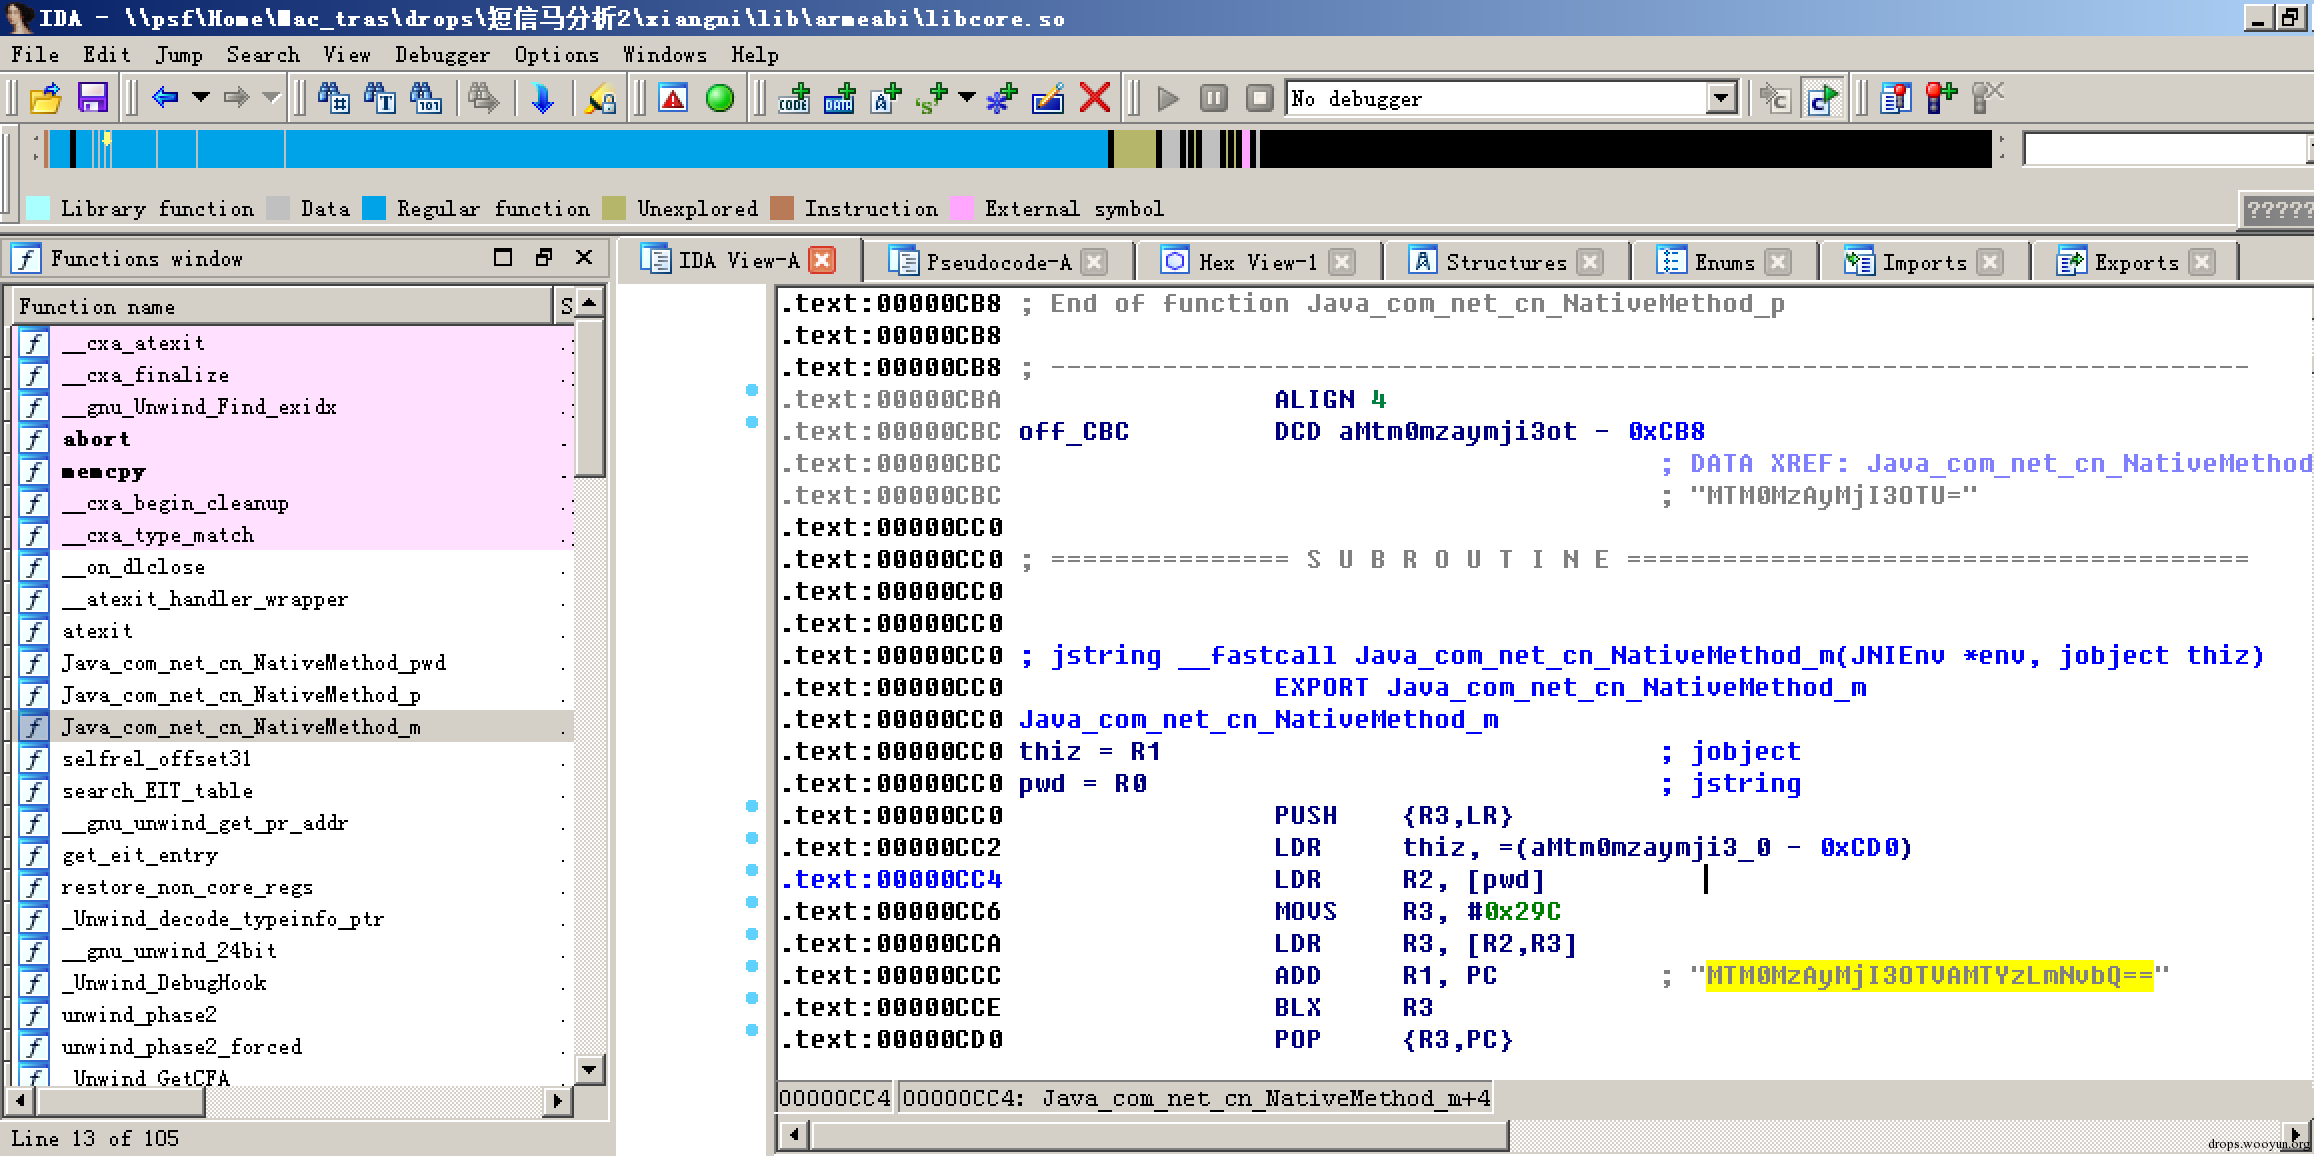 IDA - \\psf\Home\Mac_tras\drops\短信马分析2\xiangni\lib\armeabi\libcore.so
File Edit Jump Search View Debugger Options Windows Help
No debugger
Library function Data Regular function Unexplored Instruction External symbol
?????
Functions window
IDA View-A Pseudocode-A Hex View-1 Structures Enums Imports Exports
Function name S
__cxa_atexit
__cxa_finalize
__gnu_Unwind_Find_exidx
abort
memcpy
__cxa_begin_cleanup
__cxa_type_match
__on_dlclose
__atexit_handler_wrapper
atexit
Java_com_net_cn_NativeMethod_pwd
Java_com_net_cn_NativeMethod_p
Java_com_net_cn_NativeMethod_m
selfrel_offset31
search_EIT_table
__gnu_unwind_get_pr_addr
get_eit_entry
restore_non_core_regs
_Unwind_decode_typeinfo_ptr
__gnu_unwind_24bit
_Unwind_DebugHook
unwind_phase2
unwind_phase2_forced
_Unwind_GetCFA
Line 13 of 105
.text:00000CB8 ; End of function Java_com_net_cn_NativeMethod_p
.text:00000CB8
.text:00000CB8 ; ---------------------------------------------------------------------------
.text:00000CBA ALIGN 4
.text:00000CBC off_CBC DCD aMtm0mzaymji3ot - 0xCB8
.text:00000CBC ; DATA XREF: Java_com_net_cn_NativeMethod
.text:00000CBC ; "MTM0MzAyMjI3OTU="
.text:00000CC0
.text:00000CC0 ; =============== S U B R O U T I N E =======================================
.text:00000CC0
.text:00000CC0
.text:00000CC0 ; jstring __fastcall Java_com_net_cn_NativeMethod_m(JNIEnv *env, jobject thiz)
.text:00000CC0 EXPORT Java_com_net_cn_NativeMethod_m
.text:00000CC0 Java_com_net_cn_NativeMethod_m
.text:00000CC0 thiz = R1 ; jobject
.text:00000CC0 pwd = R0 ; jstring
.text:00000CC0 PUSH {R3,LR}
.text:00000CC2 LDR thiz, =(aMtm0mzaymji3_0 - 0xCD0)
.text:00000CC4 LDR R2, [pwd]
.text:00000CC6 MOVS R3, #0x29C
.text:00000CCA LDR R3, [R2,R3]
.text:00000CCC ADD R1, PC ; "MTM0MzAyMjI3OTVAMTYzLmNvbQ=="
.text:00000CCE BLX R3
.text:00000CD0 POP {R3,PC}
00000CC4 00000CC4: Java_com_net_cn_NativeMethod_m+4
drops.wooyun.org